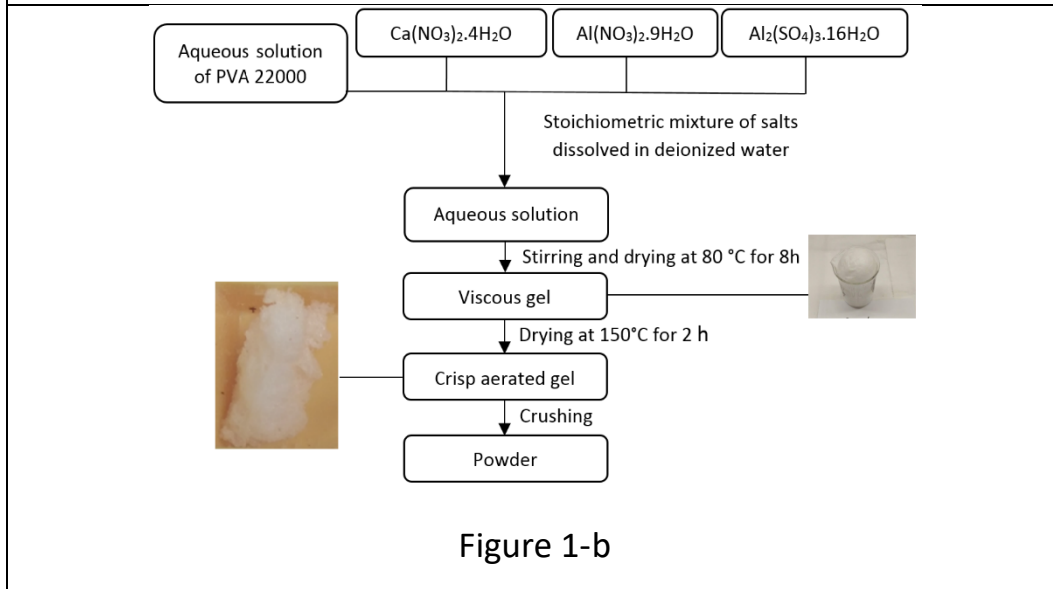 Aqueous solution
of PVA 22000
Ca(NO₃)₂.4H₂O
Al(NO₃)₂.9H₂O
Al₂(SO₄)₃.16H₂O
Stoichiometric mixture of salts
dissolved in deionized water
Aqueous solution
Stirring and drying at 80 °C for 8h
Viscous gel
Drying at 150°C for 2 h
Crisp aerated gel
Crushing
Powder
Figure 1-b